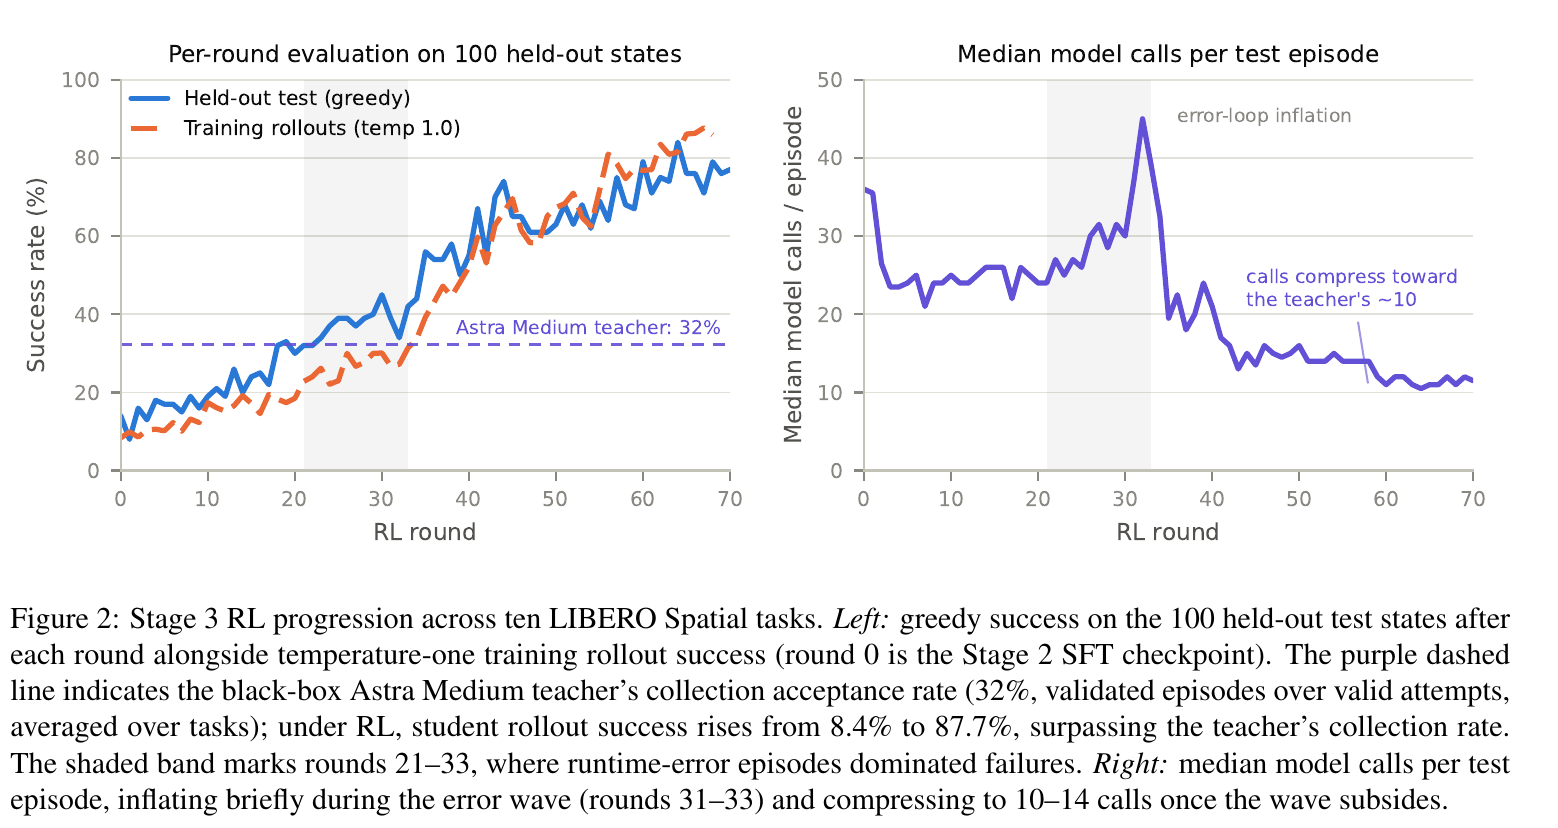 Per-round evaluation on 100 held-out states
Held-out test (greedy)
Training rollouts (temp 1.0)
Astra Medium teacher: 32%
Success rate (%)
100
80
60
40
20
0
0 10 20 30 40 50 60 70
RL round
Median model calls per test episode
error-loop inflation
calls compress toward
the teacher's ~10
Median model calls / episode
50
40
30
20
10
0
0 10 20 30 40 50 60 70
RL round
Figure 2: Stage 3 RL progression across ten LIBERO Spatial tasks. Left: greedy success on the 100 held-out test states after
each round alongside temperature-one training rollout success (round 0 is the Stage 2 SFT checkpoint). The purple dashed
line indicates the black-box Astra Medium teacher’s collection acceptance rate (32%, validated episodes over valid attempts,
averaged over tasks); under RL, student rollout success rises from 8.4% to 87.7%, surpassing the teacher’s collection rate.
The shaded band marks rounds 21–33, where runtime-error episodes dominated failures. Right: median model calls per test
episode, inflating briefly during the error wave (rounds 31–33) and compressing to 10–14 calls once the wave subsides.